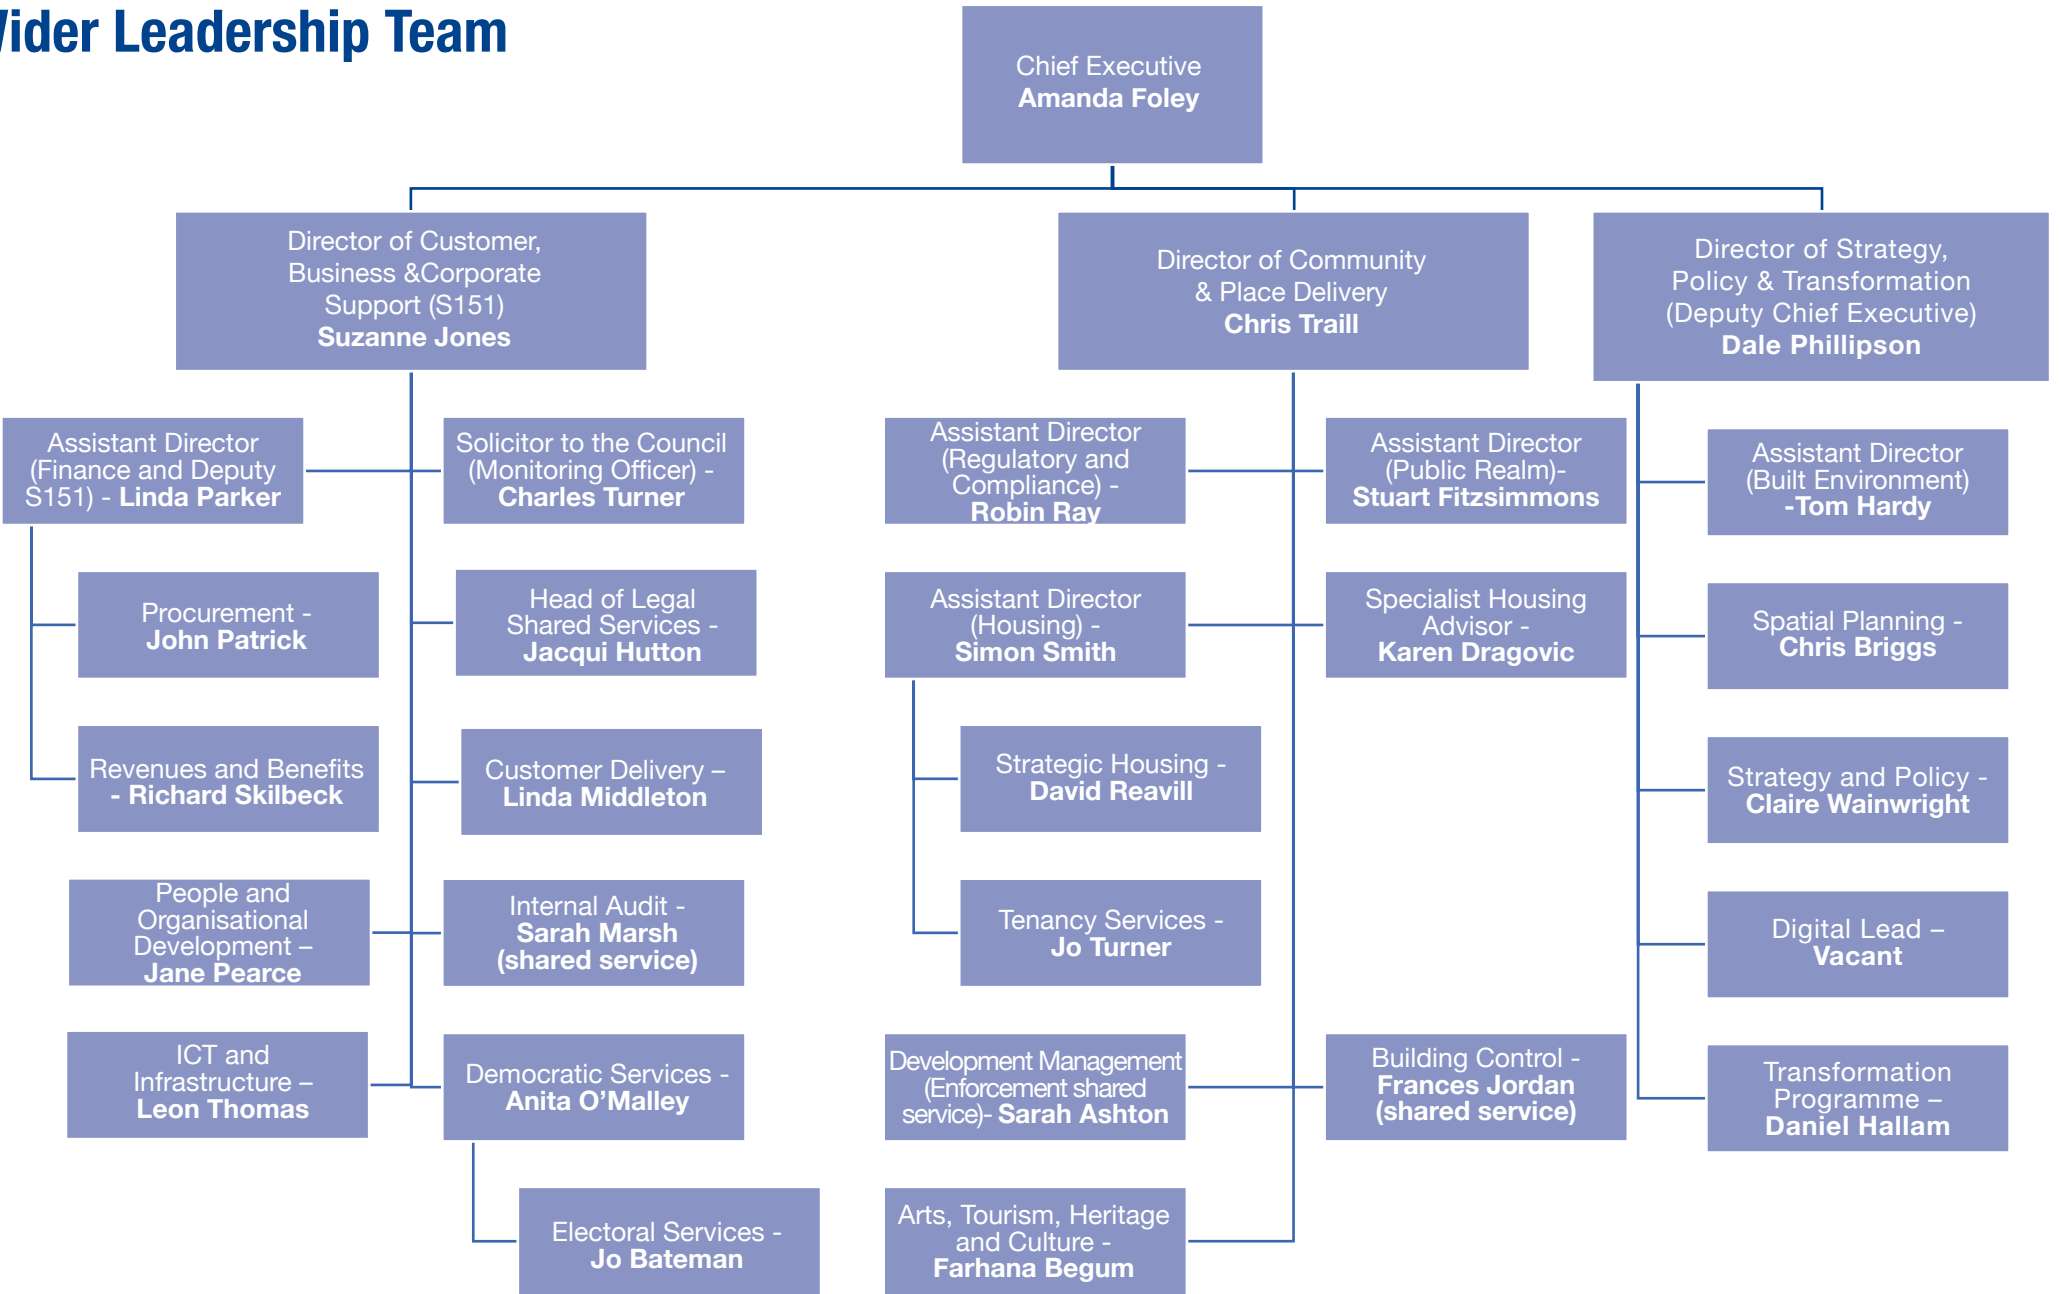 ider Leadership Team
Chief Executive
Amanda Foley
Director of Customer,
Business &Corporate
Support (S151)
Suzanne Jones
Director of Community
& Place Delivery
Chris Traill
Director of Strategy,
Policy & Transformation
(Deputy Chief Executive)
Dale Phillipson
Assistant Director
(Finance and Deputy
S151) - Linda Parker
Solicitor to the Council
(Monitoring Officer) -
Charles Turner
Assistant Director
(Regulatory and
Compliance) -
Robin Ray
Assistant Director
(Public Realm)-
Stuart Fitzsimmons
Assistant Director
(Built Environment)
-Tom Hardy
Procurement -
John Patrick
Head of Legal
Shared Services -
Jacqui Hutton
Assistant Director
(Housing) -
Simon Smith
Specialist Housing
Advisor -
Karen Dragovic
Spatial Planning -
Chris Briggs
Revenues and Benefits
- Richard Skilbeck
Customer Delivery –
Linda Middleton
Strategic Housing -
David Reavill
Strategy and Policy -
Claire Wainwright
People and
Organisational
Development –
Jane Pearce
Internal Audit -
Sarah Marsh
(shared service)
Tenancy Services -
Jo Turner
Digital Lead –
Vacant
ICT and
Infrastructure –
Leon Thomas
Democratic Services -
Anita O’Malley
Development Management
(Enforcement shared
service)- Sarah Ashton
Building Control -
Frances Jordan
(shared service)
Transformation
Programme –
Daniel Hallam
Electoral Services -
Jo Bateman
Arts, Tourism, Heritage
and Culture -
Farhana Begum